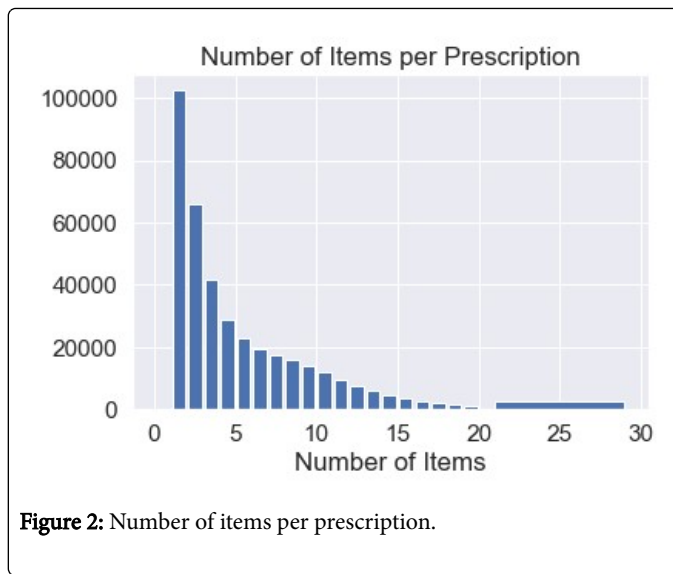 Number of Items per Prescription
100000
80000
60000
40000
20000
0
0 5 10 15 20 25 30
Number of Items
Figure 2: Number of items per prescription.